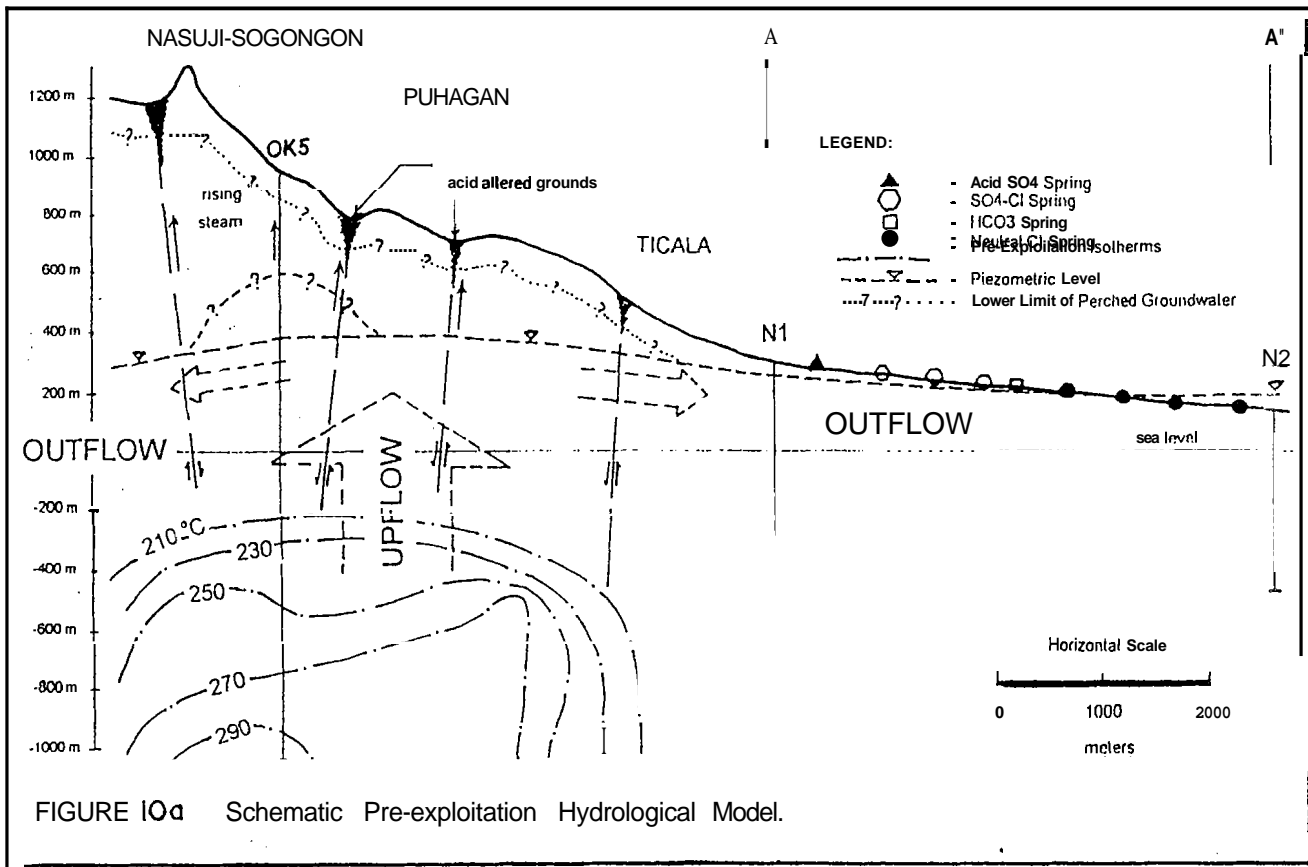 NASUJI-SOGONGON
A
A"
PUHAGAN
1200 m
1000 m
800 m
600 m
400 m
200 m
-200 m
-400 m
-600 m
-800 m
-1000 m
OK5
rising
steam
acid altered grounds
TICALA
LEGEND:
- Acid SO4 Spring
- SO4-Cl Spring
- HCO3 Spring
- Neutral Cl Spring
- Pre-Exploitation Isotherms
- Piezometric Level
- Lower Limit of Perched Groundwater
N1
N2
OUTFLOW
OUTFLOW
sea level
UPFLOW
210 °C
230
250
270
290
Horizontal Scale
0 1000 2000
meters
FIGURE 10a Schematic Pre-exploitation Hydrological Model.